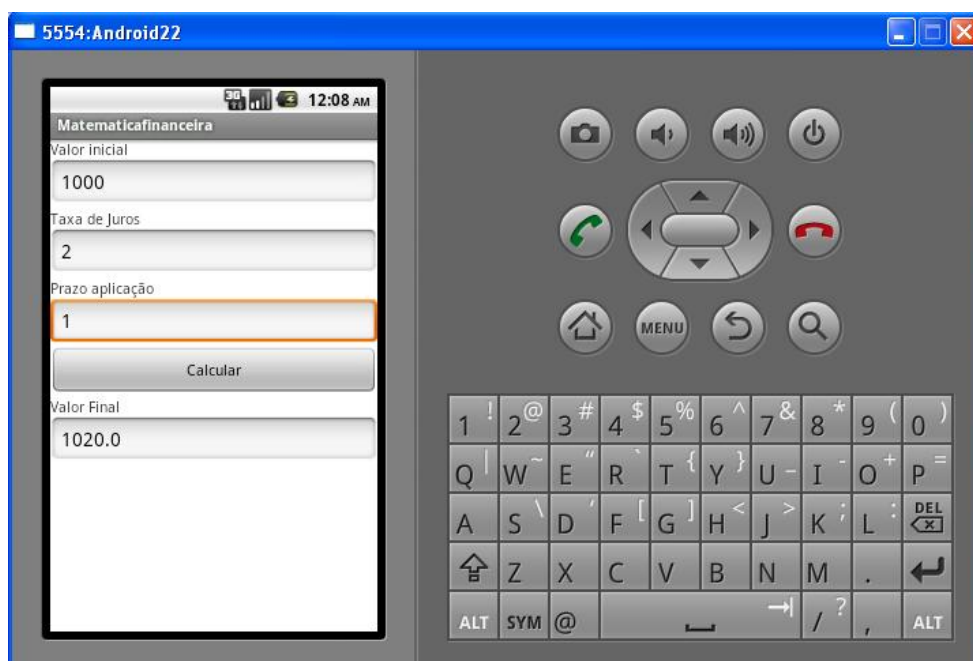 5554:Android22
3G 12:08 AM
Matematicafinanceira
Valor inicial
1000
Taxa de Juros
2
Prazo aplicação
1
Calcular
Valor Final
1020.0
MENU
1 ! 2 @ 3 # 4 $ 5 % 6 ^ 7 & 8 * 9 ( 0 )
Q | W ~ E " R ` T { Y } U _ I - O + P =
A S \ D ' F [ G ] H < J > K ; L : DEL
Z X C V B N M .
ALT SYM @ / ? , ALT